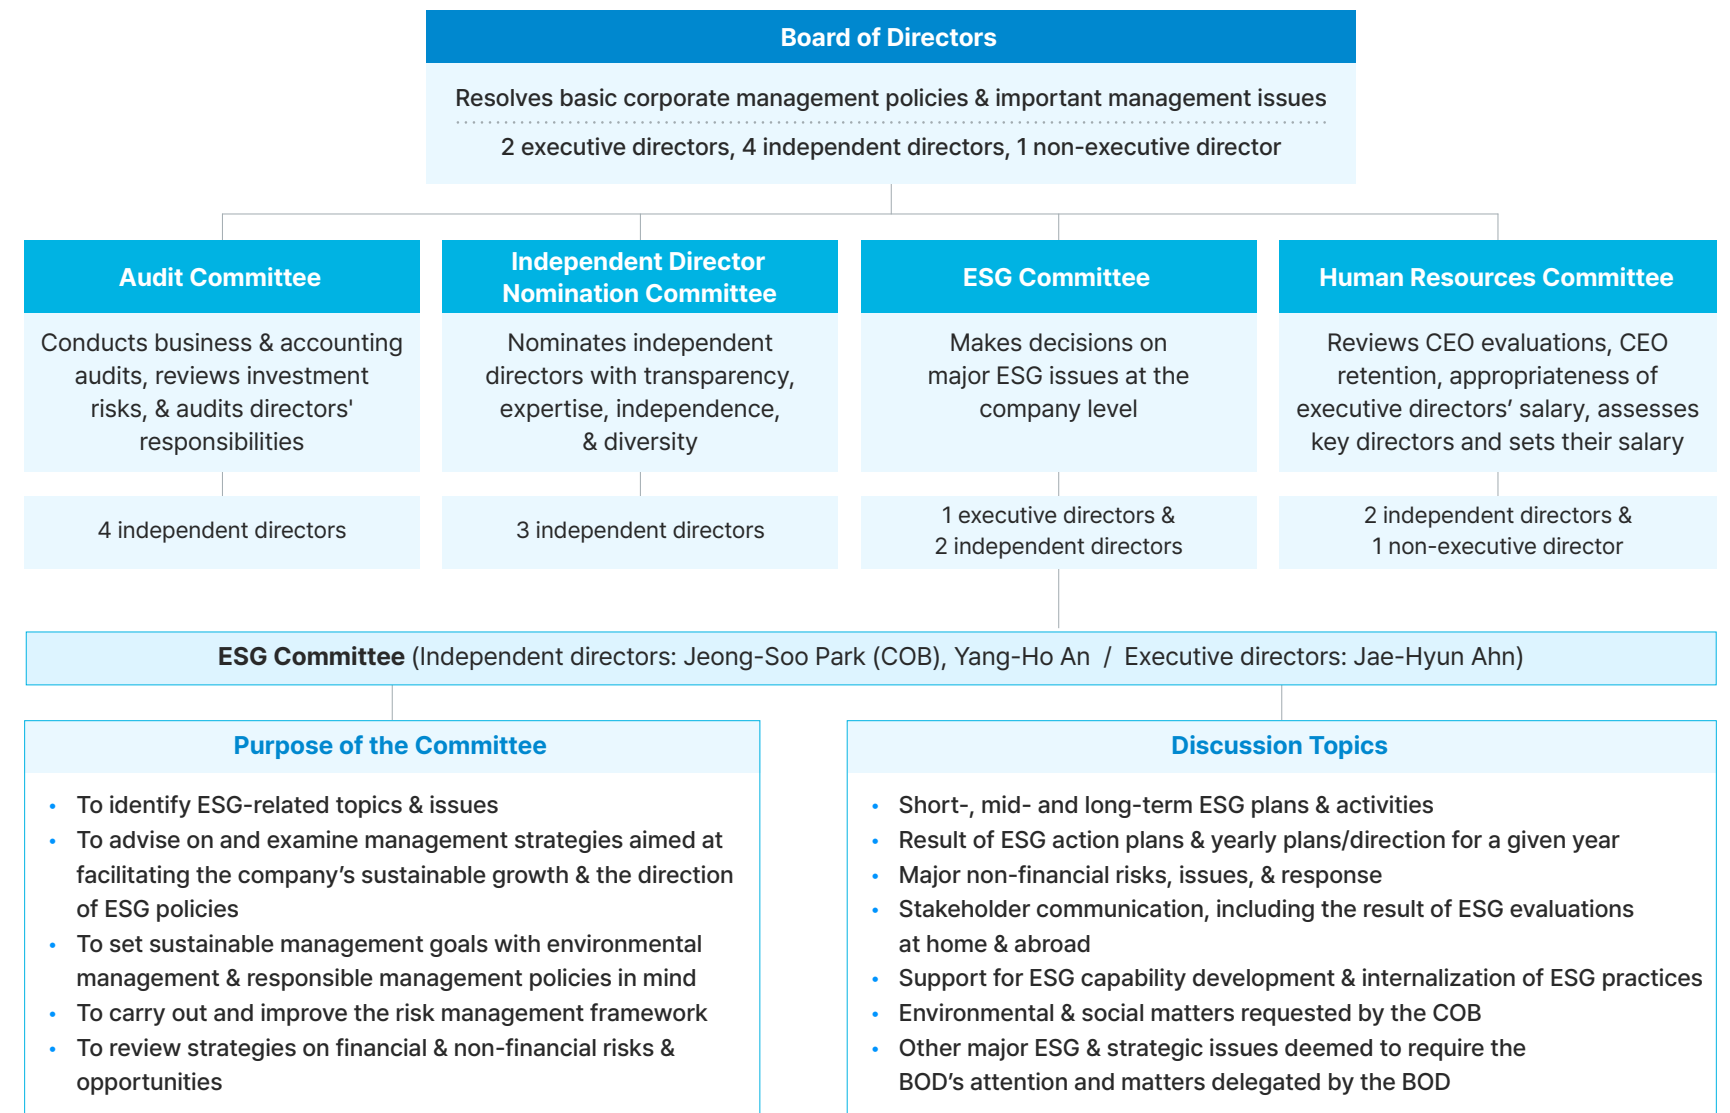 Board of Directors
Resolves basic corporate management policies & important management issues
2 executive directors, 4 independent directors, 1 non-executive director
Audit Committee
Conducts business & accounting
audits, reviews investment
risks, & audits directors'
responsibilities
4 independent directors
Independent Director
Nomination Committee
Nominates independent
directors with transparency,
expertise, independence,
& diversity
3 independent directors
ESG Committee
Makes decisions on
major ESG issues at the
company level
1 executive directors &
2 independent directors
Human Resources Committee
Reviews CEO evaluations, CEO
retention, appropriateness of
executive directors’ salary, assesses
key directors and sets their salary
2 independent directors &
1 non-executive director
ESG Committee (Independent directors: Jeong-Soo Park (COB), Yang-Ho An / Executive directors: Jae-Hyun Ahn)
Purpose of the Committee
• To identify ESG-related topics & issues
• To advise on and examine management strategies aimed at
facilitating the company’s sustainable growth & the direction
of ESG policies
• To set sustainable management goals with environmental
management & responsible management policies in mind
• To carry out and improve the risk management framework
• To review strategies on financial & non-financial risks &
opportunities
Discussion Topics
• Short-, mid- and long-term ESG plans & activities
• Result of ESG action plans & yearly plans/direction for a given year
• Major non-financial risks, issues, & response
• Stakeholder communication, including the result of ESG evaluations
at home & abroad
• Support for ESG capability development & internalization of ESG practices
• Environmental & social matters requested by the COB
• Other major ESG & strategic issues deemed to require the
BOD’s attention and matters delegated by the BOD